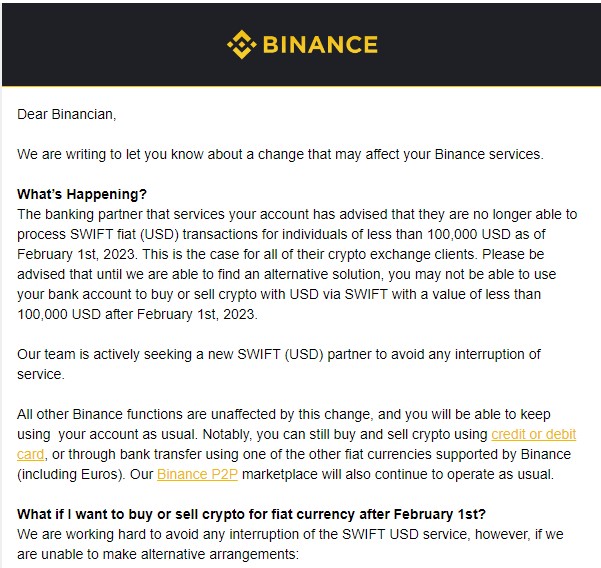 BINANCE
Dear Binancian,
We are writing to let you know about a change that may affect your Binance services.
What's Happening?
The banking partner that services your account has advised that they are no longer able to
process SWIFT fiat (USD) transactions for individuals of less than 100,000 USD as of
February 1st, 2023. This is the case for all of their crypto exchange clients. Please be
advised that until we are able to find an alternative solution, you may not be able to use
your bank account to buy or sell crypto with USD via SWIFT with a value of less than
100,000 USD after February 1st, 2023.
Our team is actively seeking a new SWIFT (USD) partner to avoid any interruption of
service.
All other Binance functions are unaffected by this change, and you will be able to keep
using  your account as usual. Notably, you can still buy and sell crypto using credit or debit
card, or through bank transfer using one of the other fiat currencies supported by Binance
(including Euros). Our Binance P2P marketplace will also continue to operate as usual.
What if I want to buy or sell crypto for fiat currency after February 1st?
We are working hard to avoid any interruption of the SWIFT USD service, however, if we
are unable to make alternative arrangements: